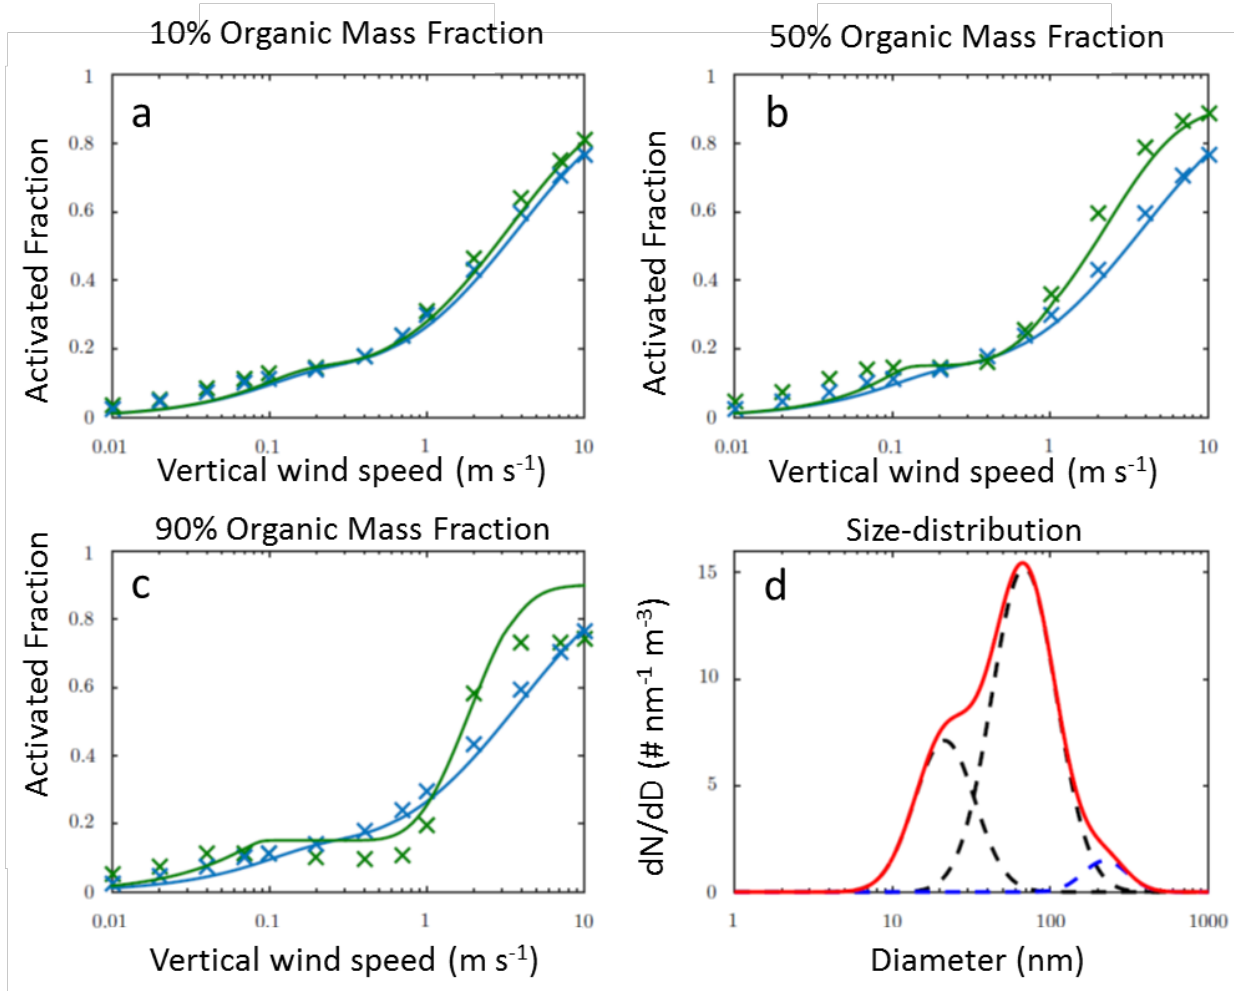 10% Organic Mass Fraction
50% Organic Mass Fraction
a
b
Activated Fraction
1
0.8
0.6
0.4
0.2
0
0.01
0.1
1
10
Vertical wind speed (m s-1)
Activated Fraction
1
0.8
0.6
0.4
0.2
0
0.01
0.1
1
10
Vertical wind speed (m s-1)
90% Organic Mass Fraction
Size-distribution
c
d
Activated Fraction
1
0.8
0.6
0.4
0.2
0
0.01
0.1
1
10
Vertical wind speed (m s-1)
dN/dD (# nm-1 m-3)
15
10
5
0
1
10
100
1000
Diameter (nm)